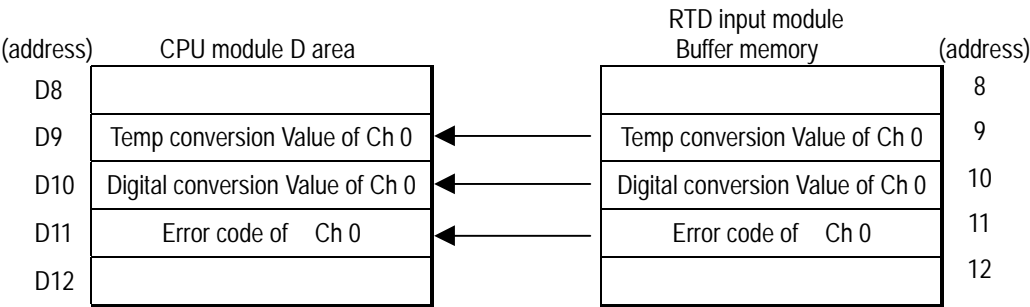 RTD input module
(address) CPU module D area Buffer memory (address)
D8 8
D9 Temp conversion Value of Ch 0 Temp conversion Value of Ch 0 9
D10 Digital conversion Value of Ch 0 Digital conversion Value of Ch 0 10
D11 Error code of Ch 0 Error code of Ch 0 11
D12 12